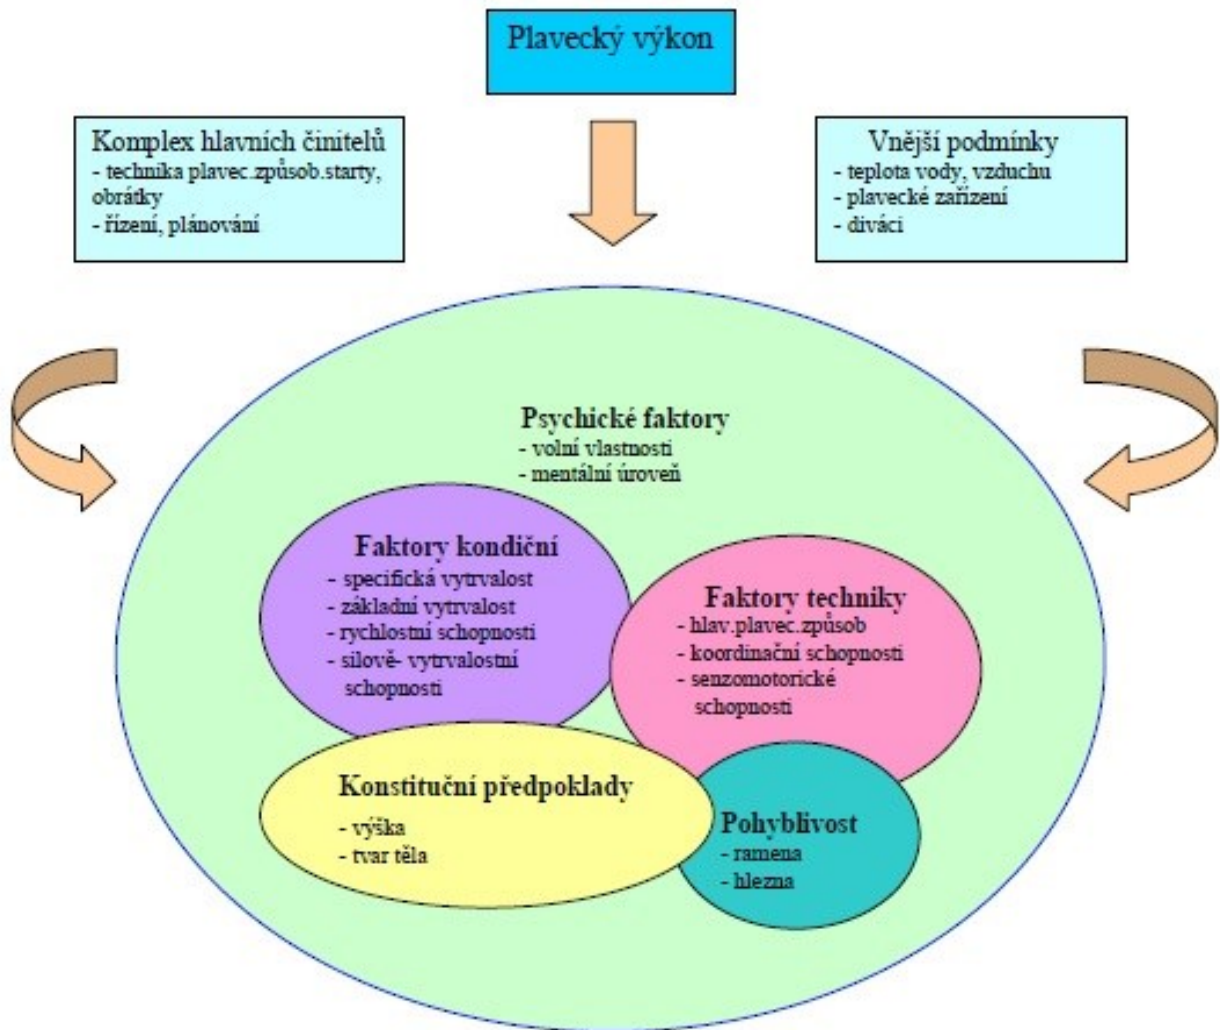 Plavecký výkon
Komplex hlavních činitelů
- technika plavec.způsob.starty,
obrátky
- řízení, plánování
Vnější podmínky
- teplota vody, vzduchu
- plavecké zařízení
- diváci
Psychické faktory
- volní vlastnosti
- mentální úroveň
Faktory kondiční
- specifická vytrvalost
- základní vytrvalost
- rychlostní schopnosti
- silově- vytrvalostní
schopnosti
Faktory techniky
- hlav.plavec.způsob
- koordinační schopnosti
- senzomotorické
schopnosti
Konstituční předpoklady
- výška
- tvar těla
Pohyblivost
- ramena
- hlezna